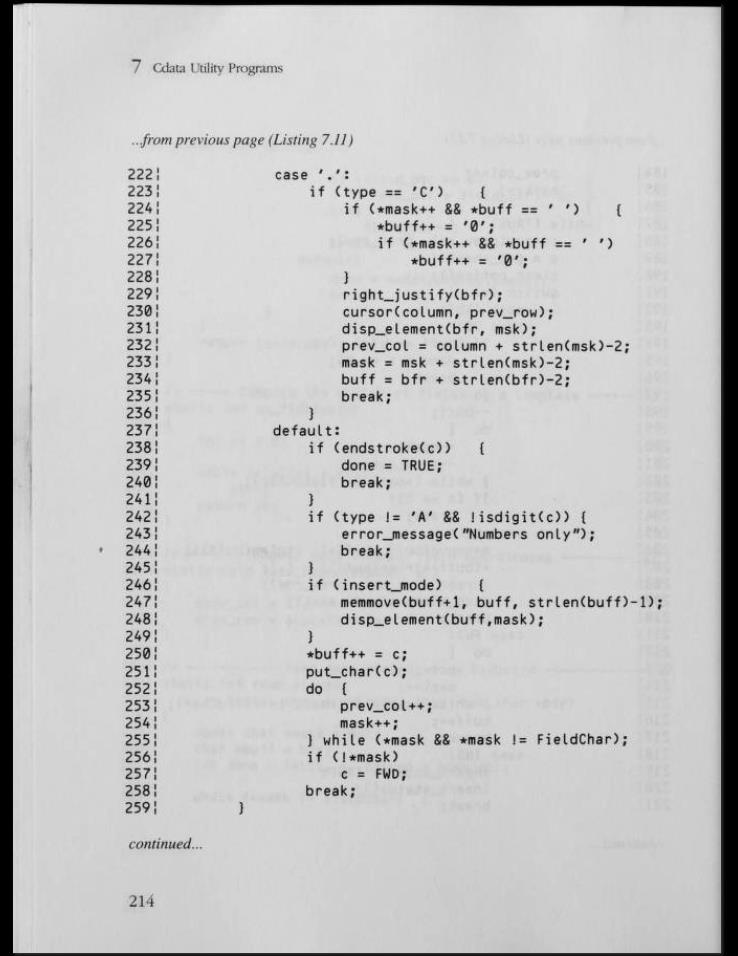 7 Cdata Utility Programs
...from previous page (Listing 7.11)
222¦ case '.':
223¦ if (type == 'C') {
224¦ if (*mask++ && *buff == ' ') {
225¦ *buff++ = '0';
226¦ if (*mask++ && *buff == ' ')
227¦ *buff++ = '0';
228¦ }
229¦ right_justify(bfr);
230¦ cursor(column, prev_row);
231¦ disp_element(bfr, msk);
232¦ prev_col = column + strlen(msk)-2;
233¦ mask = msk + strlen(msk)-2;
234¦ buff = bfr + strlen(bfr)-2;
235¦ break;
236¦ }
237¦ default:
238¦ if (endstroke(c)) {
239¦ done = TRUE;
240¦ break;
241¦ }
242¦ if (type != 'A' && !isdigit(c)) {
243¦ error_message("Numbers only");
244¦ break;
245¦ }
246¦ if (insert_mode) {
247¦ memmove(buff+1, buff, strlen(buff)-1);
248¦ disp_element(buff,mask);
249¦ }
250¦ *buff++ = c;
251¦ put_char(c);
252¦ do {
253¦ prev_col++;
254¦ mask++;
255¦ } while (*mask && *mask != FieldChar);
256¦ if (!*mask)
257¦ c = FWD;
258¦ break;
259¦ }
continued...
214